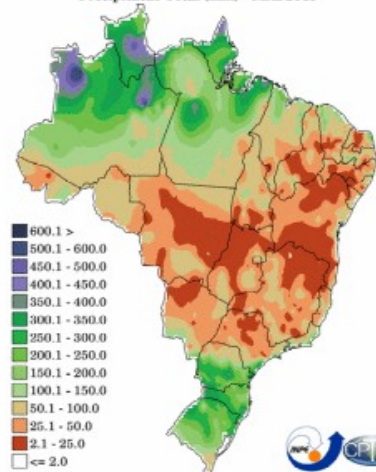 600.1 >
500.1 - 600.0
450.1 - 500.0
400.1 - 450.0
350.1 - 400.0
300.1 - 350.0
250.1 - 300.0
200.1 - 250.0
150.1 - 200.0
100.1 - 150.0
50.1 - 100.0
25.1 - 50.0
2.1 - 25.0
<= 2.0
INPE
CPT